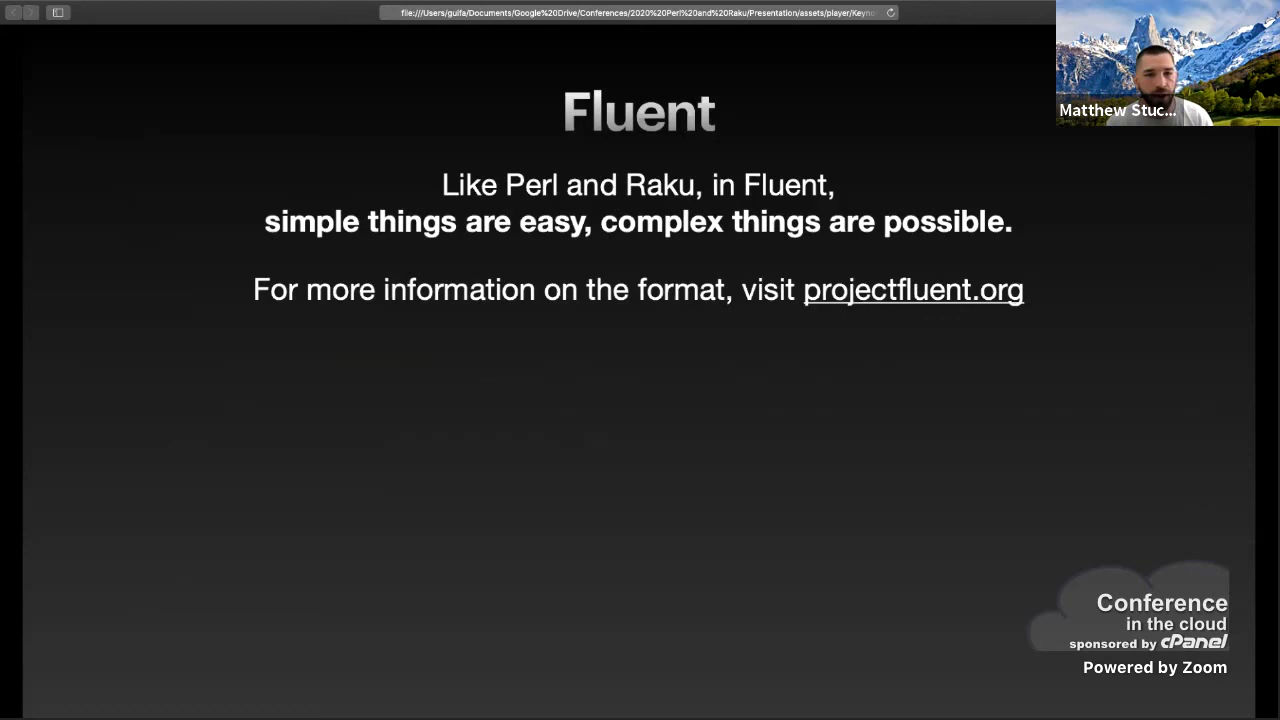 file:///Users/guifa/Documents/Google%20Drive/Conferences/2020%20Perl%20and%20Raku/Presentation/assets/player/Keyno
Matthew Stuc...
Fluent
Like Perl and Raku, in Fluent,
simple things are easy, complex things are possible.
For more information on the format, visit projectfluent.org
Conference
in the cloud
sponsored by cPanel
Powered by Zoom